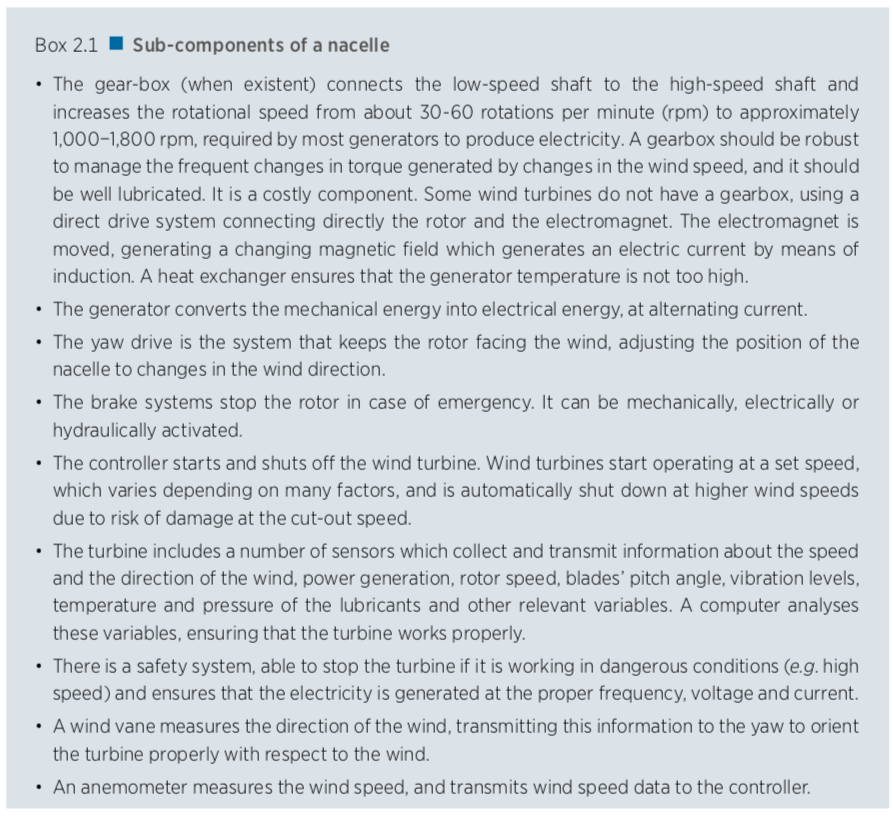 Box 2.1 ■ Sub-components of a nacelle
• The gear-box (when existent) connects the low-speed shaft to the high-speed shaft and
increases the rotational speed from about 30-60 rotations per minute (rpm) to approximately
1,000–1,800 rpm, required by most generators to produce electricity. A gearbox should be robust
to manage the frequent changes in torque generated by changes in the wind speed, and it should
be well lubricated. It is a costly component. Some wind turbines do not have a gearbox, using a
direct drive system connecting directly the rotor and the electromagnet. The electromagnet is
moved, generating a changing magnetic field which generates an electric current by means of
induction. A heat exchanger ensures that the generator temperature is not too high.
• The generator converts the mechanical energy into electrical energy, at alternating current.
• The yaw drive is the system that keeps the rotor facing the wind, adjusting the position of the
nacelle to changes in the wind direction.
• The brake systems stop the rotor in case of emergency. It can be mechanically, electrically or
hydraulically activated.
• The controller starts and shuts off the wind turbine. Wind turbines start operating at a set speed,
which varies depending on many factors, and is automatically shut down at higher wind speeds
due to risk of damage at the cut-out speed.
• The turbine includes a number of sensors which collect and transmit information about the speed
and the direction of the wind, power generation, rotor speed, blades’ pitch angle, vibration levels,
temperature and pressure of the lubricants and other relevant variables. A computer analyses
these variables, ensuring that the turbine works properly.
• There is a safety system, able to stop the turbine if it is working in dangerous conditions (e.g. high
speed) and ensures that the electricity is generated at the proper frequency, voltage and current.
• A wind vane measures the direction of the wind, transmitting this information to the yaw to orient
the turbine properly with respect to the wind.
• An anemometer measures the wind speed, and transmits wind speed data to the controller.